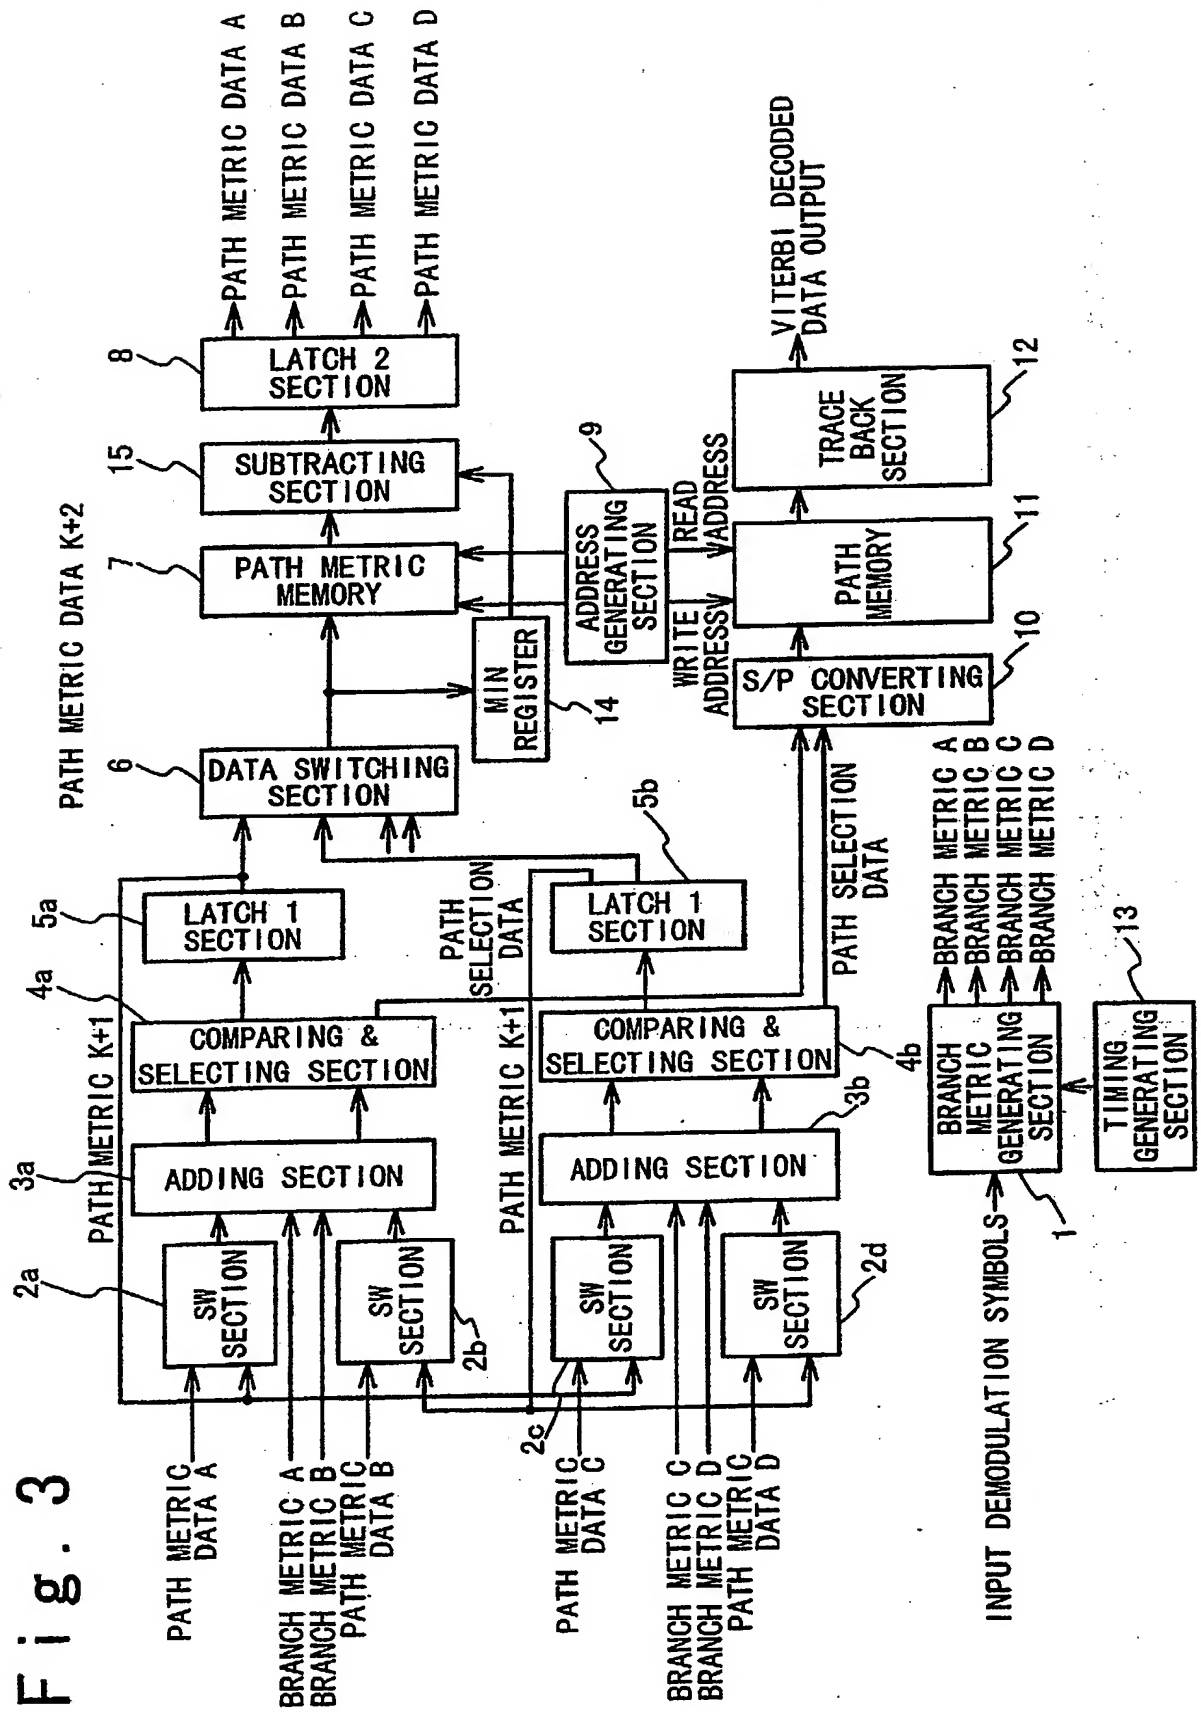 Fig. 3
PATH METRIC
DATA A
BRANCH METRIC A
BRANCH METRIC B
PATH METRIC
DATA B
2a
SW
SECTION
SW
SECTION
2b
3a
ADDING SECTION
PATH METRIC K+1
4a
COMPARING &
SELECTING SECTION
5a
LATCH 1
SECTION
PATH
SELECTION
DATA
6
DATA SWITCHING
SECTION
PATH METRIC DATA K+2
7
PATH METRIC
MEMORY
MIN
REGISTER
14
15
SUBTRACTING
SECTION
8
LATCH 2
SECTION
PATH METRIC DATA A
PATH METRIC DATA B
PATH METRIC DATA C
PATH METRIC DATA D
PATH METRIC
DATA C
BRANCH METRIC C
BRANCH METRIC D
PATH METRIC
DATA D
2c
SW
SECTION
SW
SECTION
2d
PATH METRIC K+1
ADDING SECTION
3b
COMPARING &
SELECTING SECTION
4b
LATCH 1
SECTION
5b
PATH SELECTION
DATA
9
ADDRESS
GENERATING
SECTION
WRITE
ADDRESS
READ
ADDRESS
S/P CONVERTING
SECTION
10
PATH
MEMORY
11
TRACE
BACK
SECTION
12
VITERBI DECODED
DATA OUTPUT
INPUT DEMODULATION SYMBOLS
1
BRANCH
METRIC
GENERATING
SECTION
BRANCH METRIC A
BRANCH METRIC B
BRANCH METRIC C
BRANCH METRIC D
13
TIMING
GENERATING
SECTION